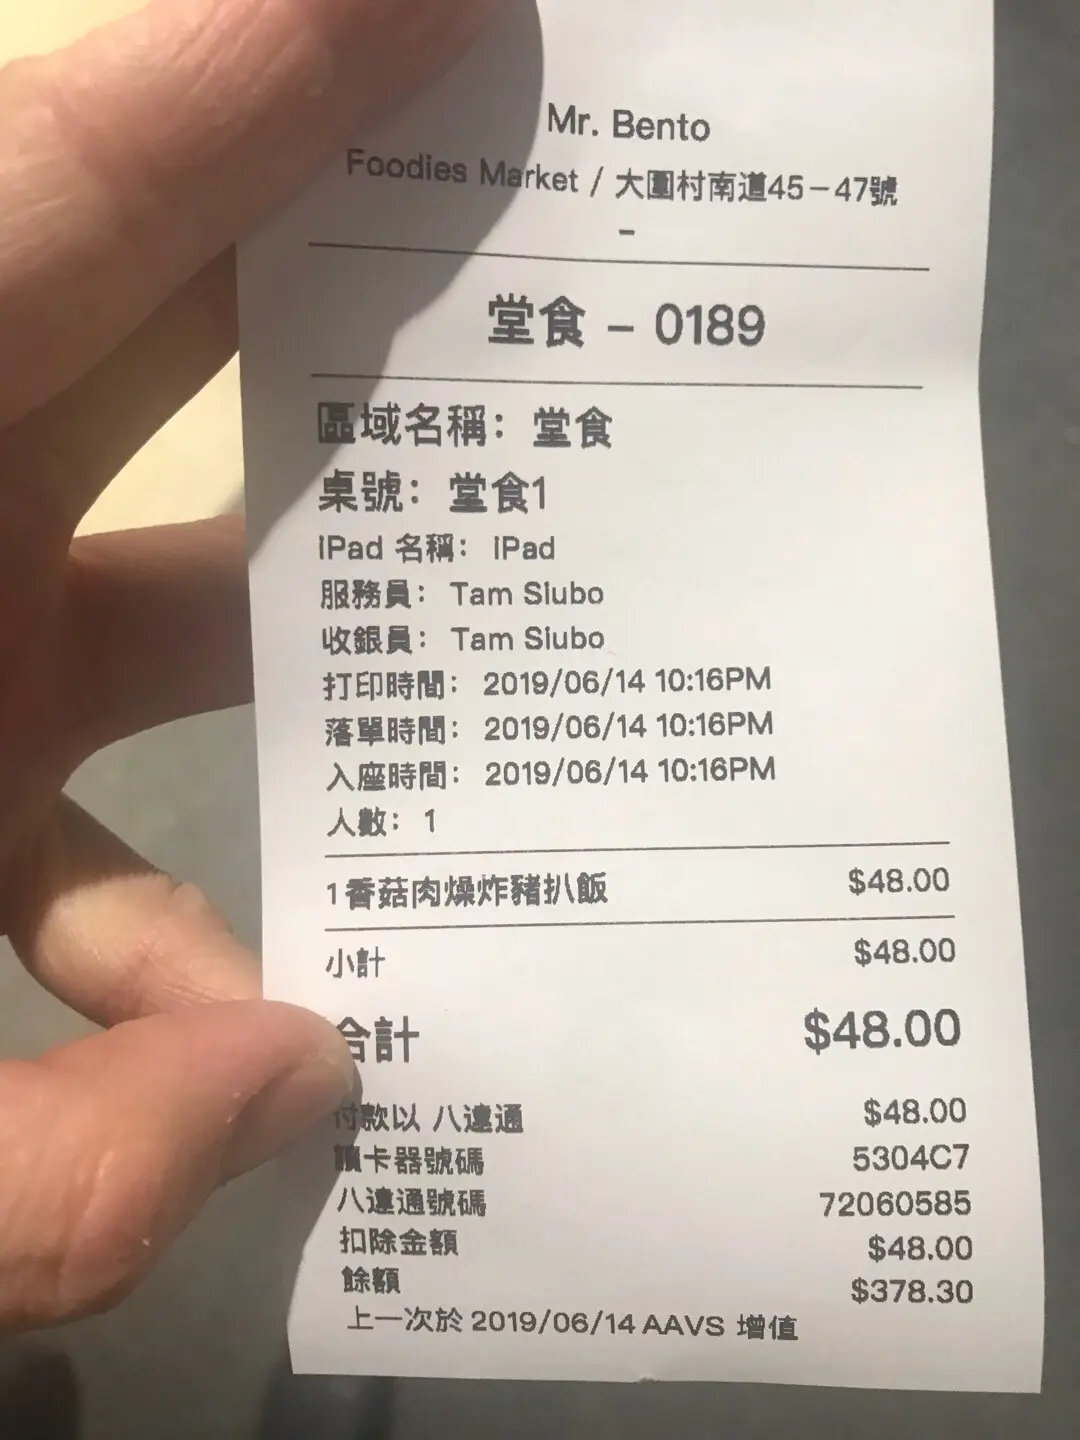 Mr. Bento
Foodies Market / 大圍村南道45-47號
-
堂食 - 0189
區域名稱： 堂食
桌號： 堂食1
iPad 名稱： iPad
服務員： Tam Siubo
收銀員： Tam Siubo
打印時間： 2019/06/14 10:16PM
落單時間： 2019/06/14 10:16PM
入座時間： 2019/06/14 10:16PM
人數： 1
1 香菇肉燥炸豬扒飯 $48.00
小計 $48.00
合計 $48.00
付款以 八達通 $48.00
讀卡器號碼 5304C7
八達通號碼 72060585
扣除金額 $48.00
餘額 $378.30
上一次於 2019/06/14 AAVS 增值